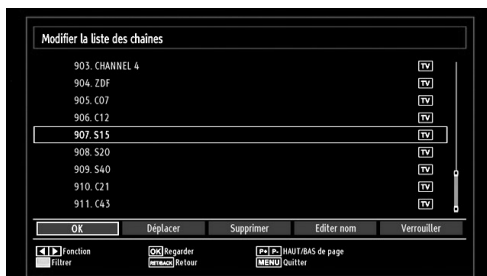 Modifier la liste des chaînes
903. CHANNEL 4 TV
904. ZDF TV
905. C07 TV
906. C12 TV
907. S15 TV
908. S20 TV
909. S40 TV
910. C21 TV
911. C43 TV
OK Déplacer Supprimer Editer nom Verrouiller
Fonction OK Regarder P+ P- HAUT/BAS de page
Filtrer RET/BACK Retour MENU Quitter